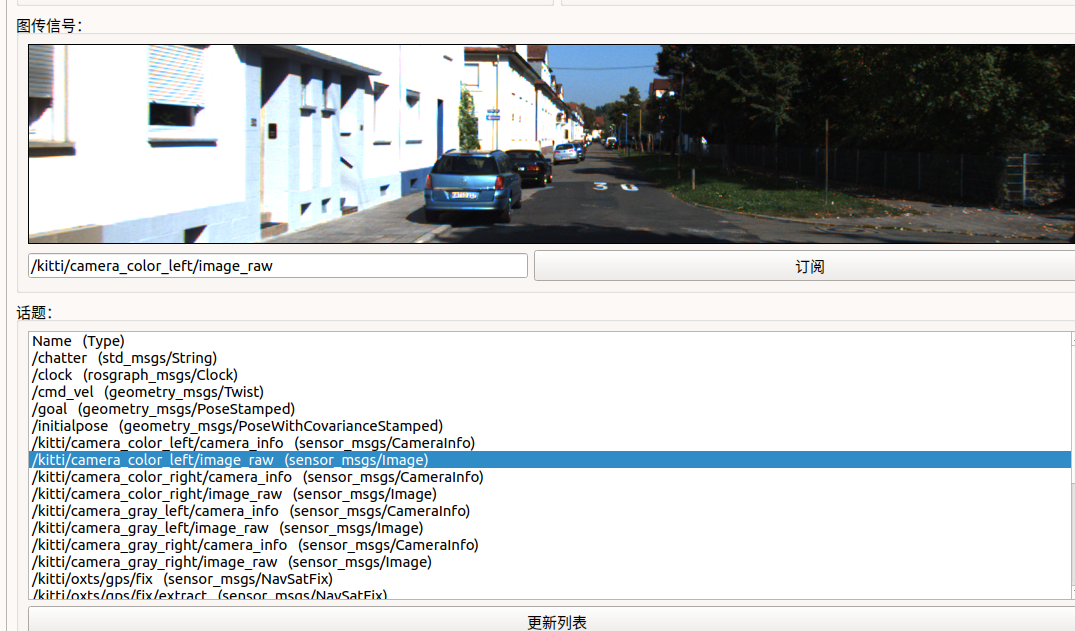 图传信号：
/kitti/camera_color_left/image_raw
订阅
话题：
Name (Type)
/chatter (std_msgs/String)
/clock (rosgraph_msgs/Clock)
/cmd_vel (geometry_msgs/Twist)
/goal (geometry_msgs/PoseStamped)
/initialpose (geometry_msgs/PoseWithCovarianceStamped)
/kitti/camera_color_left/camera_info (sensor_msgs/CameraInfo)
/kitti/camera_color_left/image_raw (sensor_msgs/Image)
/kitti/camera_color_right/camera_info (sensor_msgs/CameraInfo)
/kitti/camera_color_right/image_raw (sensor_msgs/Image)
/kitti/camera_gray_left/camera_info (sensor_msgs/CameraInfo)
/kitti/camera_gray_left/image_raw (sensor_msgs/Image)
/kitti/camera_gray_right/camera_info (sensor_msgs/CameraInfo)
/kitti/camera_gray_right/image_raw (sensor_msgs/Image)
/kitti/oxts/gps/fix (sensor_msgs/NavSatFix)
/kitti/oxts/gps/fix/extract (sensor_msgs/NavSatFix)
更新列表